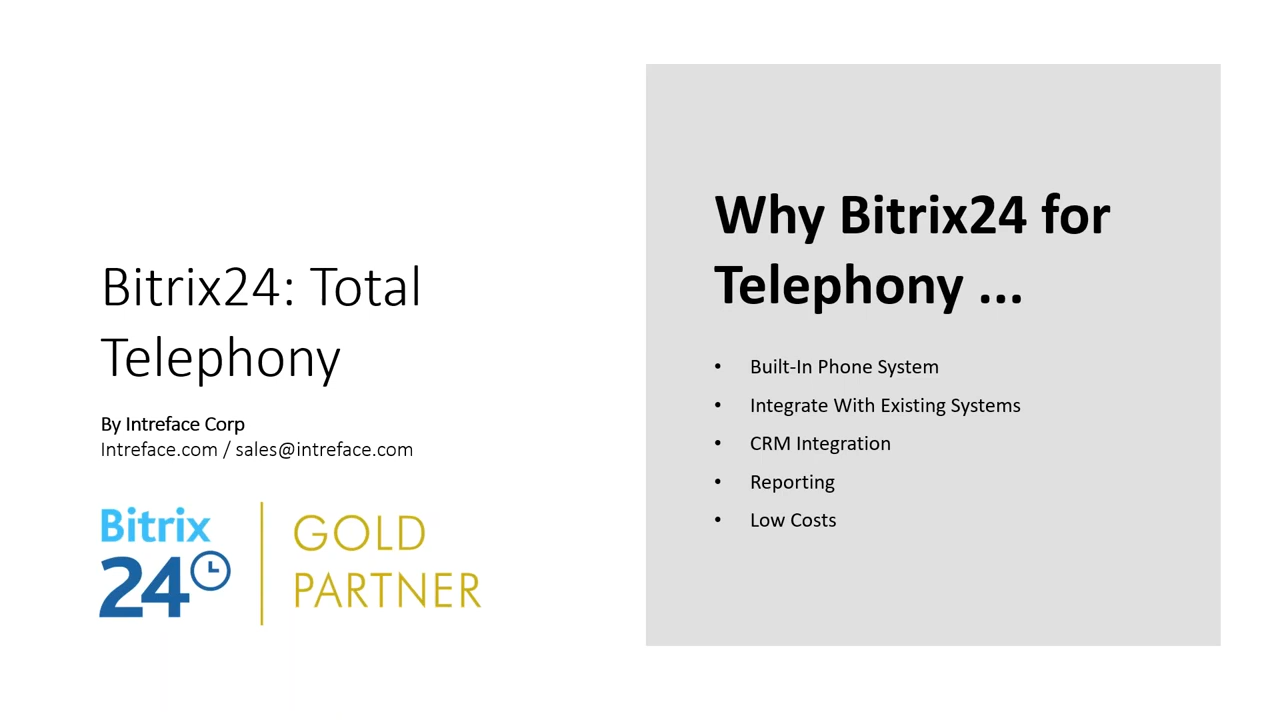 Bitrix24: Total
Telephony
By Intreface Corp
Intreface.com / sales@intreface.com
Bitrix
24
GOLD
PARTNER
Why Bitrix24 for
Telephony ...
• Built-In Phone System
• Integrate With Existing Systems
• CRM Integration
• Reporting
• Low Costs